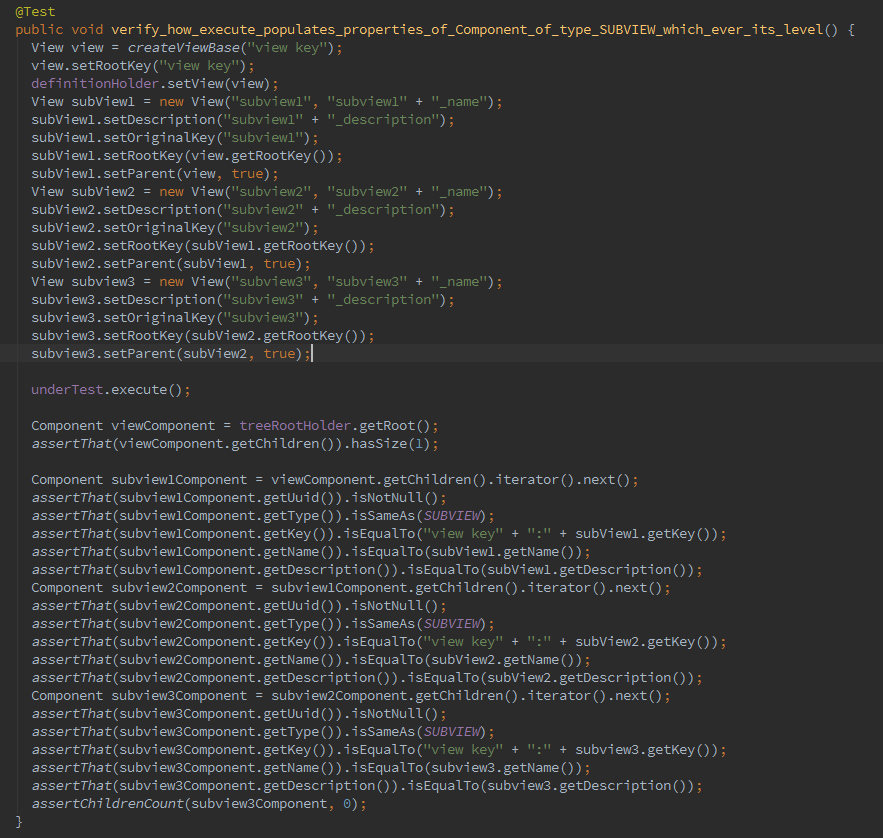 @Test
public void verify_how_execute_populates_properties_of_Component_of_type_SUBVIEW_which_ever_its_level() {
View view = createViewBase("view key");
view.setRootKey("view key");
definitionHolder.setView(view);
View subView1 = new View("subview1", "subview1" + "_name");
subView1.setDescription("subview1" + "_description");
subView1.setOriginalKey("subview1");
subView1.setRootKey(view.getRootKey());
subView1.setParent(view, true);
View subView2 = new View("subview2", "subview2" + "_name");
subView2.setDescription("subview2" + "_description");
subView2.setOriginalKey("subview2");
subView2.setRootKey(subView1.getRootKey());
subView2.setParent(subView1, true);
View subview3 = new View("subview3", "subview3" + "_name");
subview3.setDescription("subview3" + "_description");
subview3.setOriginalKey("subview3");
subview3.setRootKey(subView2.getRootKey());
subview3.setParent(subView2, true);
underTest.execute();
Component viewComponent = treeRootHolder.getRoot();
assertThat(viewComponent.getChildren()).hasSize(1);
Component subview1Component = viewComponent.getChildren().iterator().next();
assertThat(subview1Component.getUuid()).isNotNull();
assertThat(subview1Component.getType()).isSameAs(SUBVIEW);
assertThat(subview1Component.getKey()).isEqualTo("view key" + ":" + subView1.getKey());
assertThat(subview1Component.getName()).isEqualTo(subView1.getName());
assertThat(subview1Component.getDescription()).isEqualTo(subView1.getDescription());
Component subview2Component = subview1Component.getChildren().iterator().next();
assertThat(subview2Component.getUuid()).isNotNull();
assertThat(subview2Component.getType()).isSameAs(SUBVIEW);
assertThat(subview2Component.getKey()).isEqualTo("view key" + ":" + subView2.getKey());
assertThat(subview2Component.getName()).isEqualTo(subView2.getName());
assertThat(subview2Component.getDescription()).isEqualTo(subView2.getDescription());
Component subview3Component = subview2Component.getChildren().iterator().next();
assertThat(subview3Component.getUuid()).isNotNull();
assertThat(subview3Component.getType()).isSameAs(SUBVIEW);
assertThat(subview3Component.getKey()).isEqualTo("view key" + ":" + subview3.getKey());
assertThat(subview3Component.getName()).isEqualTo(subview3.getName());
assertThat(subview3Component.getDescription()).isEqualTo(subview3.getDescription());
assertChildrenCount(subview3Component, 0);
}